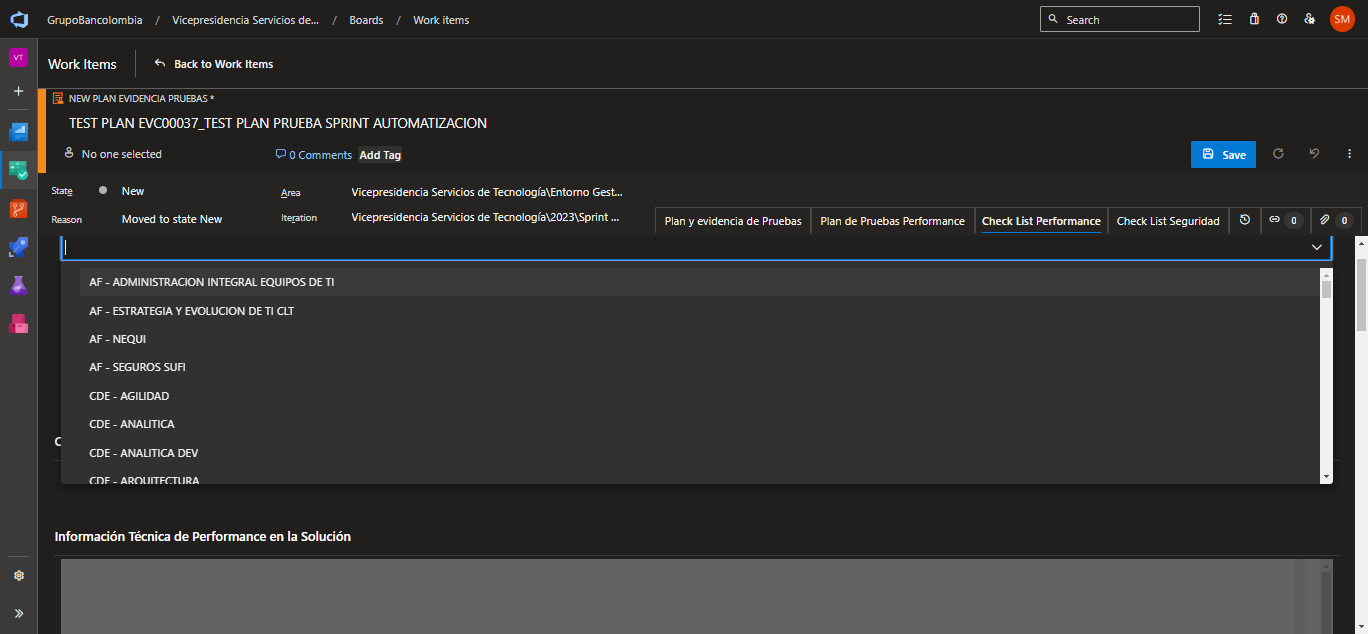 GrupoBancolombia / Vicepresidencia Servicios de... / Boards / Work items
Search
SM
VT
Work Items
Back to Work Items
NEW PLAN EVIDENCIA PRUEBAS *
TEST PLAN EVC00037_TEST PLAN PRUEBA SPRINT AUTOMATIZACION
No one selected
0 Comments
Add Tag
Save
State
New
Area
Vicepresidencia Servicios de Tecnología\Entorno Gest...
Reason
Moved to state New
Iteration
Vicepresidencia Servicios de Tecnología\2023\Sprint ...
Plan y evidencia de Pruebas
Plan de Pruebas Performance
Check List Performance
Check List Seguridad
0
0
AF - ADMINISTRACION INTEGRAL EQUIPOS DE TI
AF - ESTRATEGIA Y EVOLUCION DE TI CLT
AF - NEQUI
AF - SEGUROS SUFI
CDE - AGILIDAD
CDE - ANALITICA
CDE - ANALITICA DEV
CDE - ARQUITECTURA
Información Técnica de Performance en la Solución